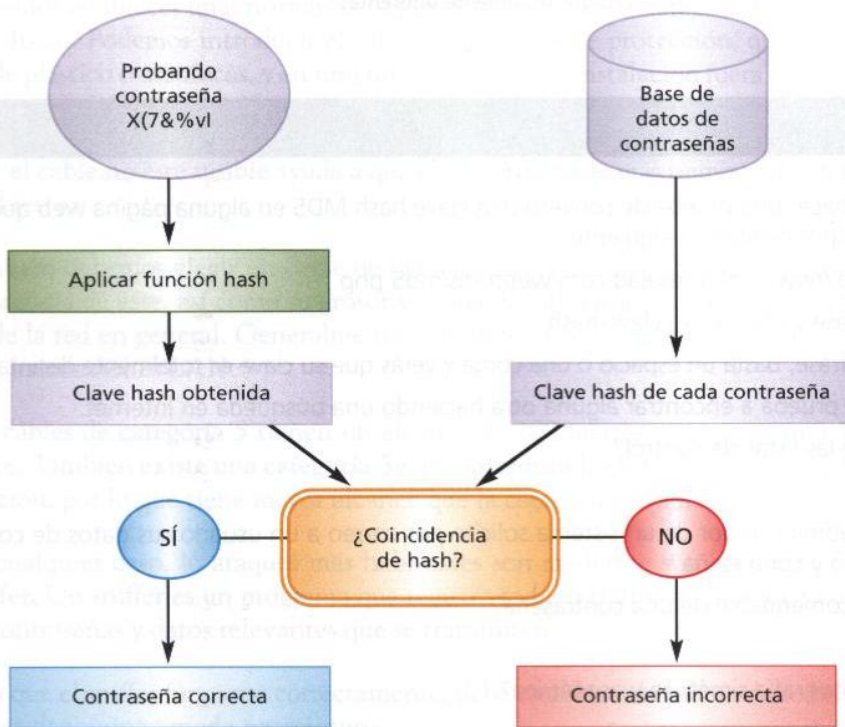 Probando
contraseña
X(7&%vl
Base de
datos de
contraseñas
Aplicar función hash
Clave hash obtenida
Clave hash de cada contraseña
SÍ
¿Coincidencia
de hash?
NO
Contraseña correcta
Contraseña incorrecta